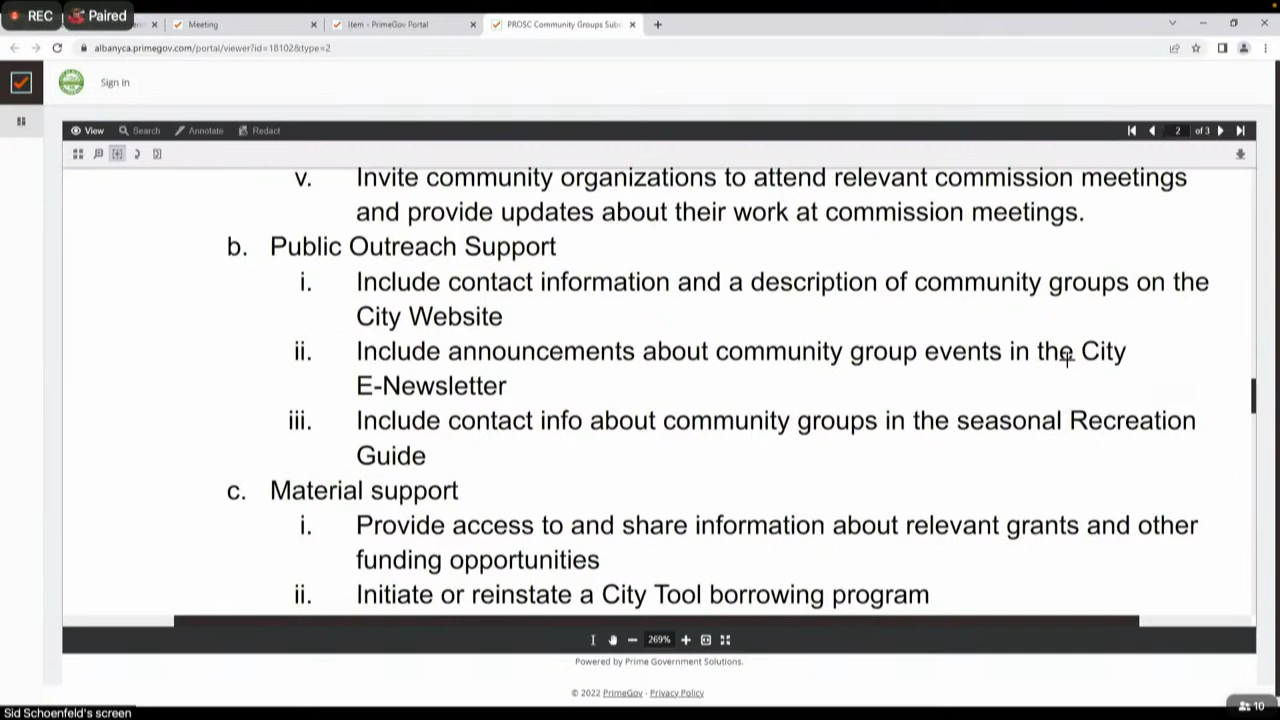 REC
Paired
Meeting
Item - PrimeGov Portal
PROSC Community Groups Sub
albanyca.primegov.com/portal/viewer?id=18102&type=2
Sign In
View
Search
Annotate
Redact
2 of 3
v. Invite community organizations to attend relevant commission meetings
and provide updates about their work at commission meetings.
b. Public Outreach Support
i. Include contact information and a description of community groups on the
City Website
ii. Include announcements about community group events in the City
E-Newsletter
iii. Include contact info about community groups in the seasonal Recreation
Guide
c. Material support
i. Provide access to and share information about relevant grants and other
funding opportunities
ii. Initiate or reinstate a City Tool borrowing program
269%
Powered by Prime Government Solutions.
© 2022 PrimeGov - Privacy Policy
Sid Schoenfeld's screen
10